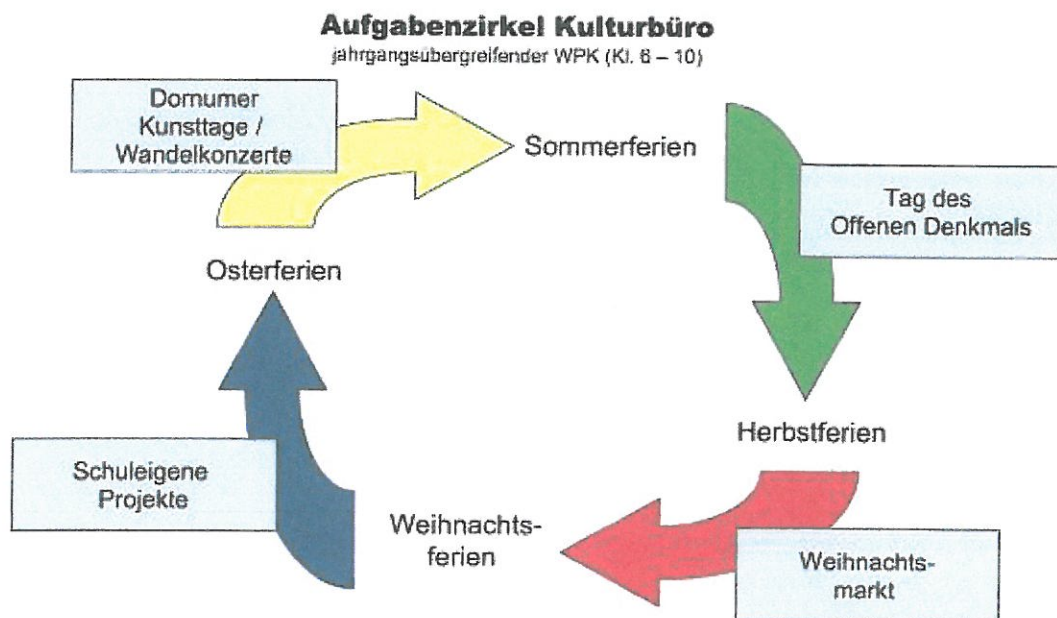 Aufgabenzirkel Kulturbüro
jahrgangsübergreifender WPK (Kl. 6 – 10)
Dornumer
Kunsttage /
Wandelkonzerte
Sommerferien
Tag des
Offenen Denkmals
Osterferien
Herbstferien
Schuleigene
Projekte
Weihnachts-
ferien
Weihnachts-
markt